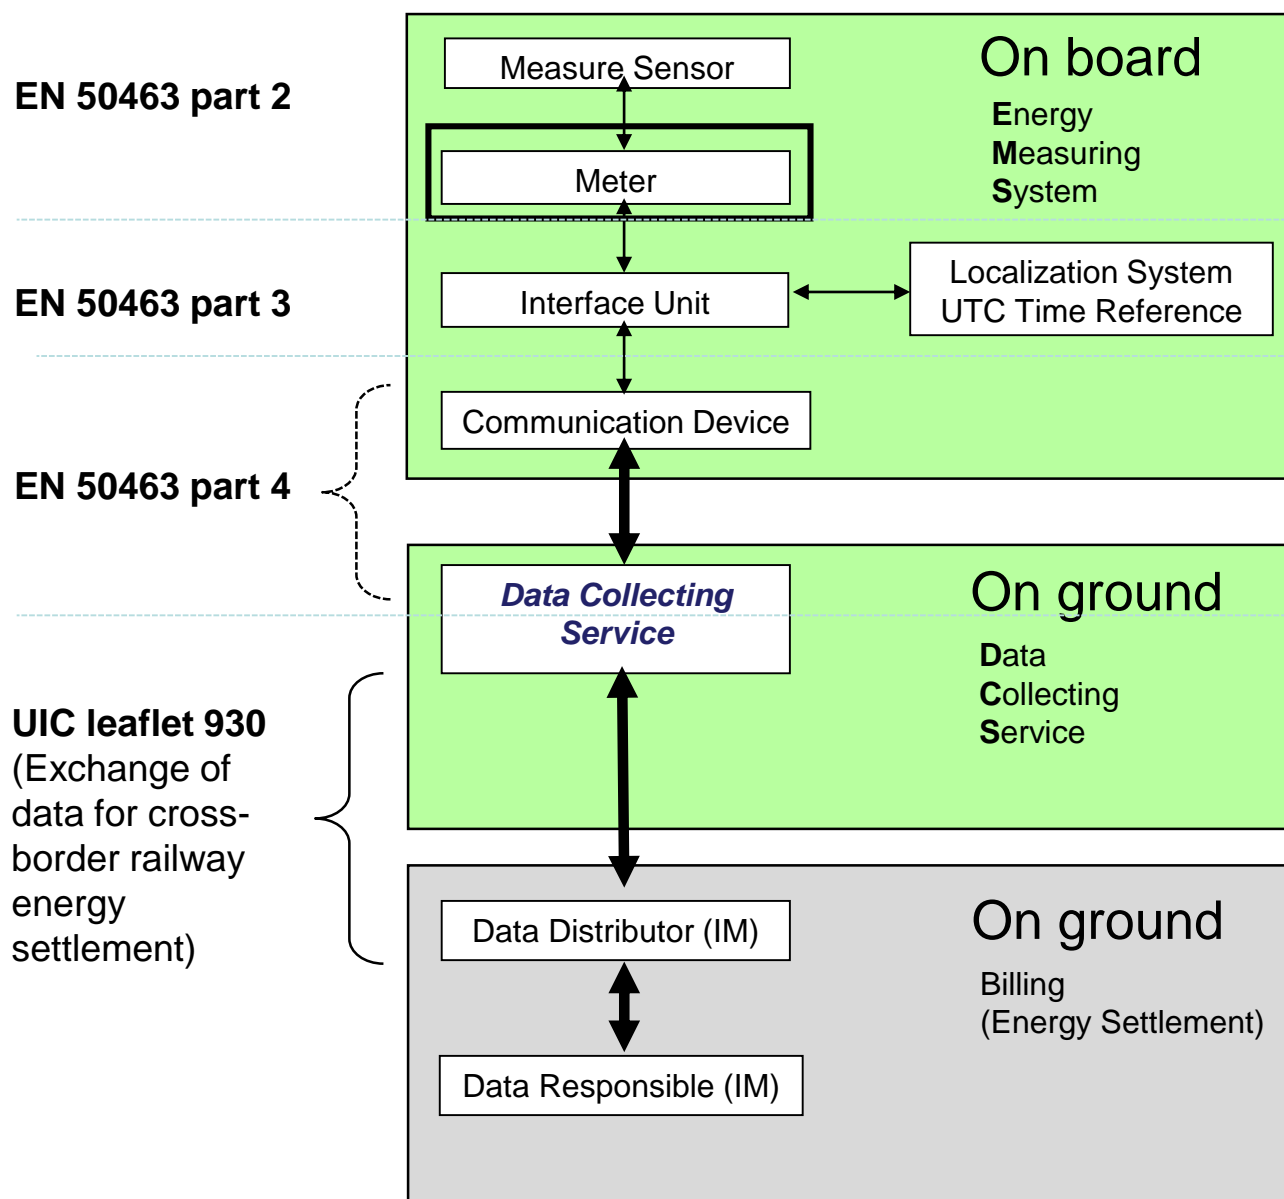 On board
Measure Sensor
EN 50463 part 2
Energy
Measuring
System
Meter
Localization System
UTC Time Reference
EN 50463 part 3
Interface Unit
Communication Device
EN 50463 part 4
On ground
Data Collecting
Service
Data
Collecting
Service
UIC leaflet 930
(Exchange of
data for cross-
border railway
energy
settlement)
On ground
Data Distributor (IM)
Billing
(Energy Settlement)
Data Responsible (IM)